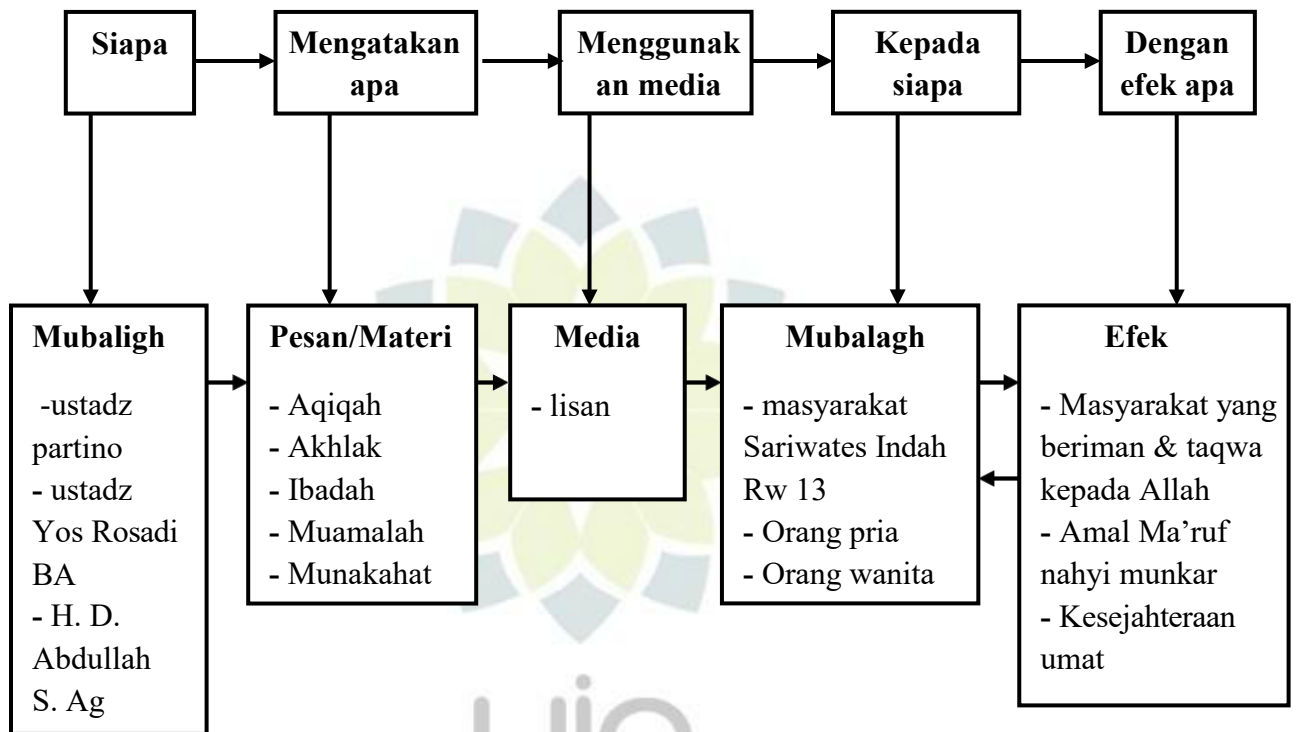 Siapa
Mengatakan
apa
Menggunak
an media
Kepada
siapa
Dengan
efek apa
Mubaligh
-ustadz
partino
- ustadz
Yos Rosadi
BA
- H. D.
Abdullah
S. Ag
Pesan/Materi
- Aqiqah
- Akhlak
- Ibadah
- Muamalah
- Munakahat
Media
- lisan
Mubalagh
- masyarakat
Sariwates Indah
Rw 13
- Orang pria
- Orang wanita
Efek
- Masyarakat yang
beriman & taqwa
kepada Allah
- Amal Ma’ruf
nahyi munkar
- Kesejahteraan
umat